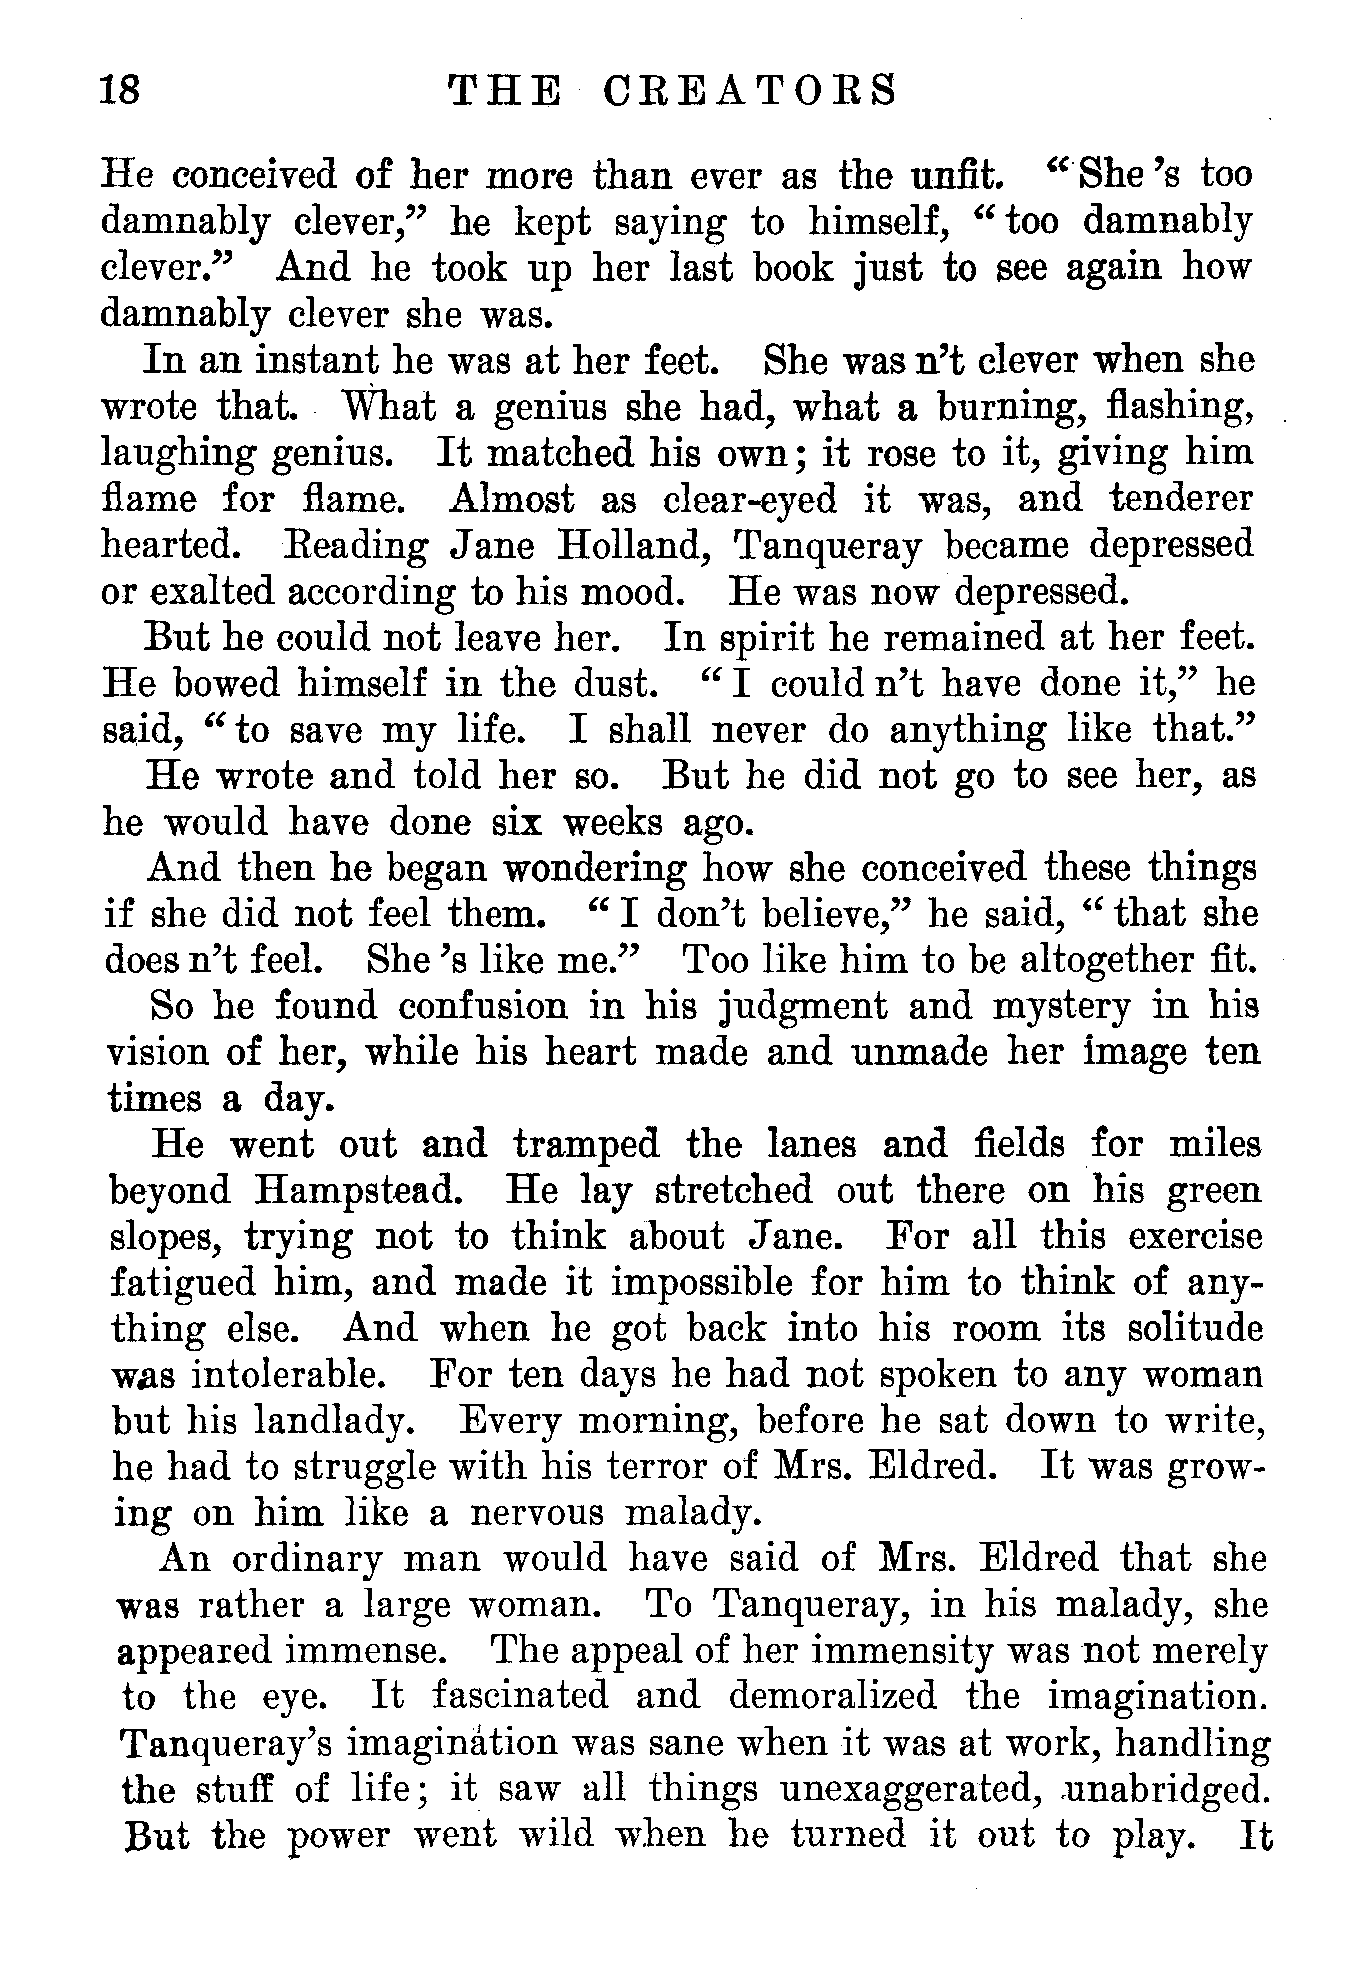 18 THE CREATORS
He conceived of her more than ever as the unfit. “She 's too
damnably clever,” he kept saying to himself, “too damnably
clever.” And he took up her last book just to see again how
damnably clever she was.
In an instant he was at her feet. She was n't clever when she
wrote that. What a genius she had, what a burning, flashing,
laughing genius. It matched his own; it rose to it, giving him
flame for flame. Almost as clear-eyed it was, and tenderer
hearted. Reading Jane Holland, Tanqueray became depressed
or exalted according to his mood. He was now depressed.
But he could not leave her. In spirit he remained at her feet.
He bowed himself in the dust. “I could n't have done it,” he
said, “to save my life. I shall never do anything like that.”
He wrote and told her so. But he did not go to see her, as
he would have done six weeks ago.
And then he began wondering how she conceived these things
if she did not feel them. “I don't believe,” he said, “that she
does n't feel. She 's like me.” Too like him to be altogether fit.
So he found confusion in his judgment and mystery in his
vision of her, while his heart made and unmade her image ten
times a day.
He went out and tramped the lanes and fields for miles
beyond Hampstead. He lay stretched out there on his green
slopes, trying not to think about Jane. For all this exercise
fatigued him, and made it impossible for him to think of any-
thing else. And when he got back into his room its solitude
was intolerable. For ten days he had not spoken to any woman
but his landlady. Every morning, before he sat down to write,
he had to struggle with his terror of Mrs. Eldred. It was grow-
ing on him like a nervous malady.
An ordinary man would have said of Mrs. Eldred that she
was rather a large woman. To Tanqueray, in his malady, she
appeared immense. The appeal of her immensity was not merely
to the eye. It fascinated and demoralized the imagination.
Tanqueray's imagination was sane when it was at work, handling
the stuff of life; it saw all things unexaggerated, unabridged.
But the power went wild when he turned it out to play. It